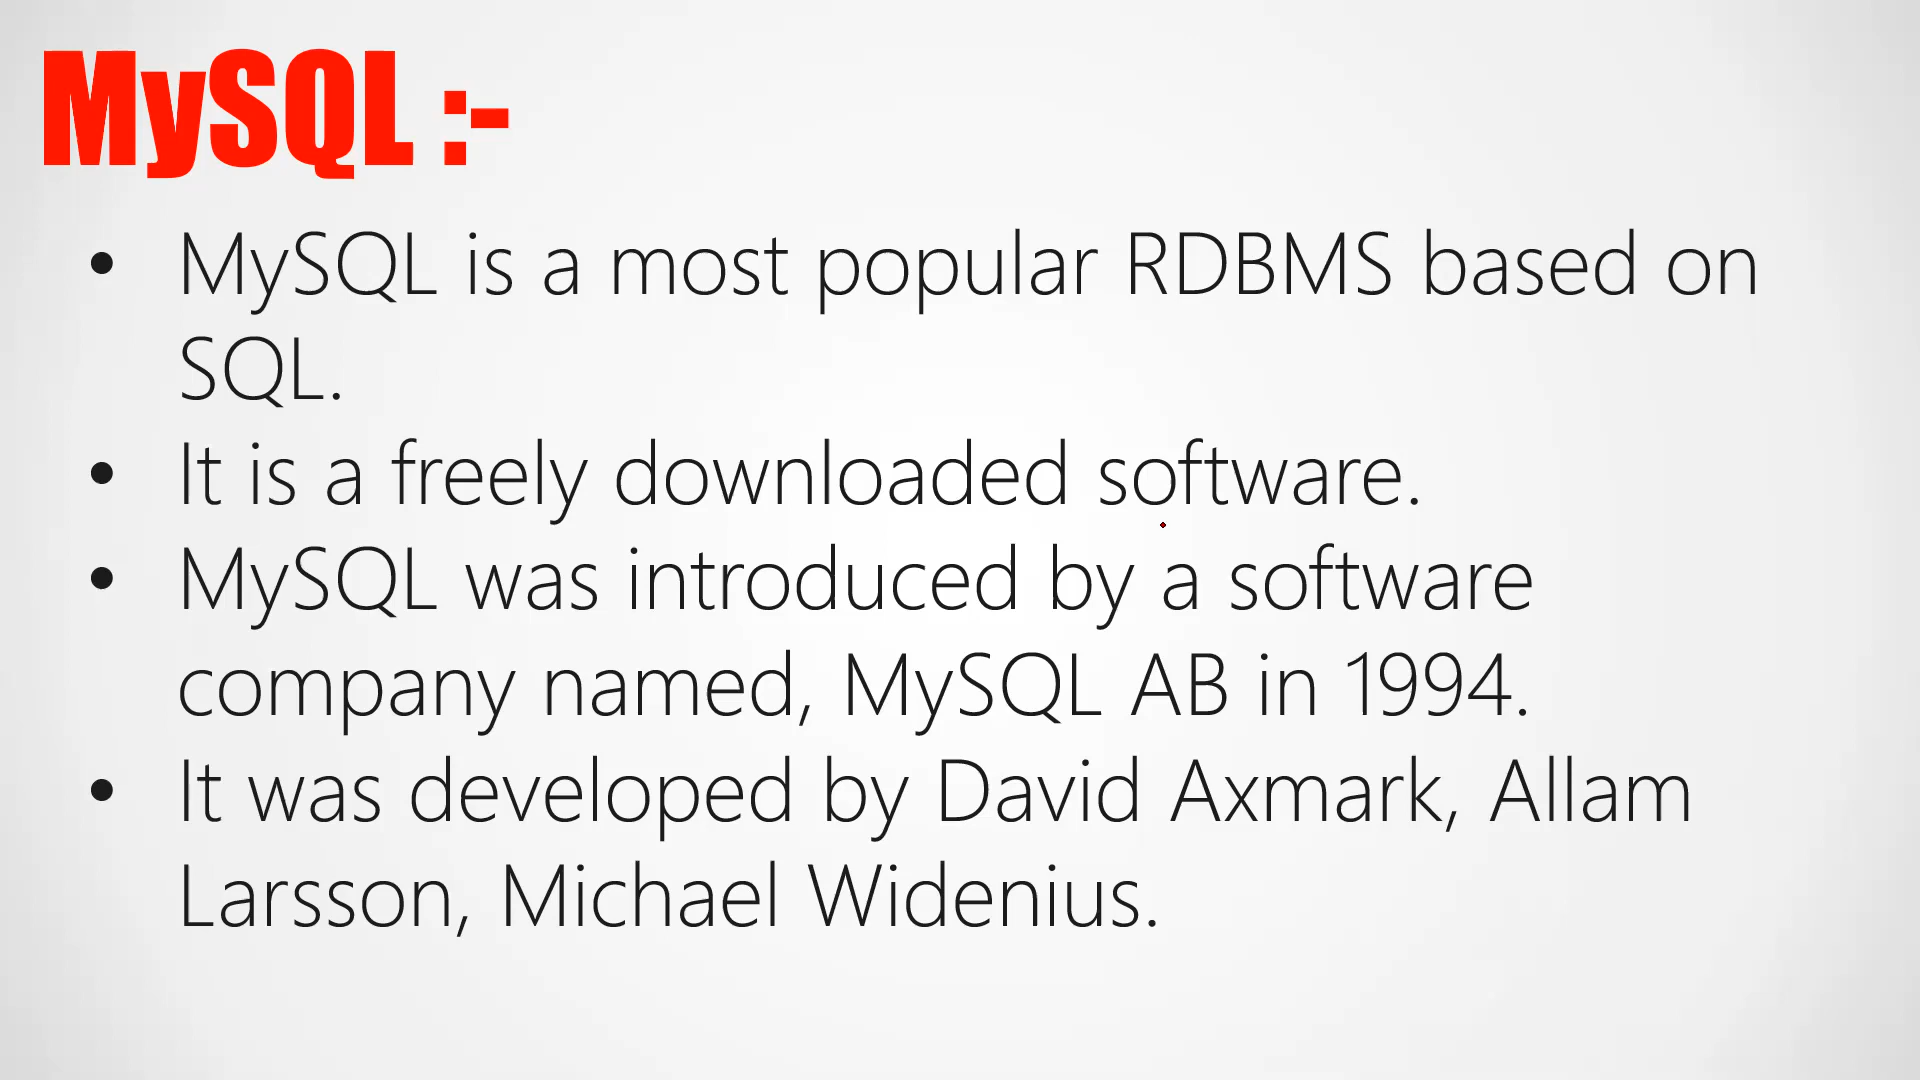 MySQL :-
• MySQL is a most popular RDBMS based on
SQL.
• It is a freely downloaded software.
• MySQL was introduced by a software
company named, MySQL AB in 1994.
• It was developed by David Axmark, Allam
Larsson, Michael Widenius.